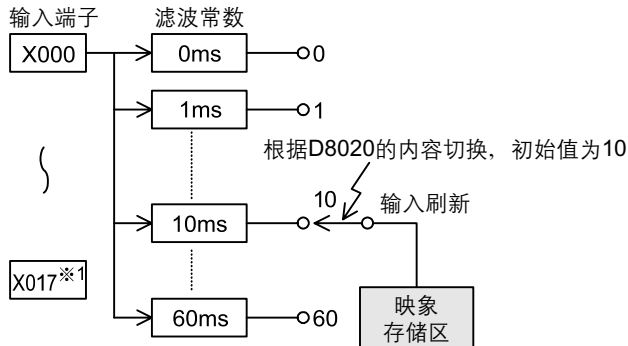 输入端子 滤波常数
X000 0ms 0
1ms 1
根据D8020的内容切换，初始值为10
10 输入刷新
10ms
X017※1
60ms 60
映象
存储区